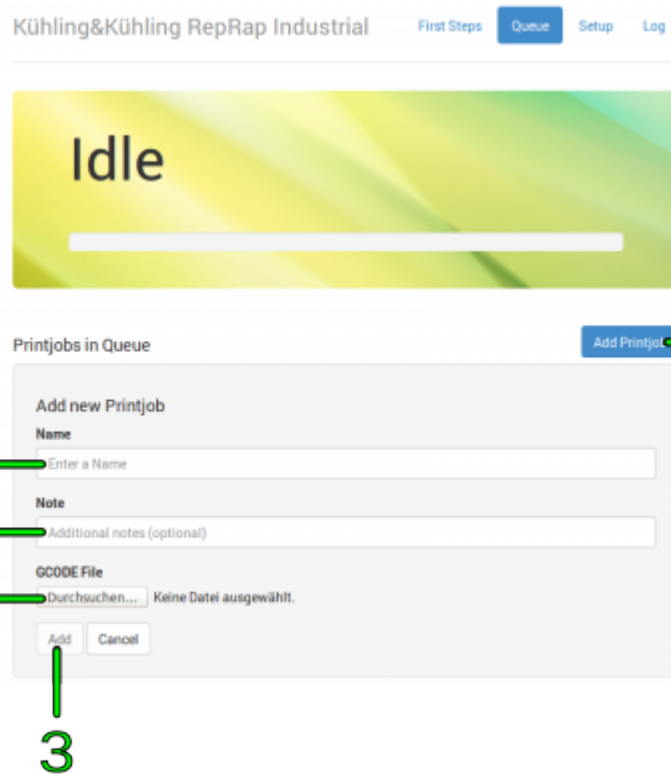 Kühling&Kühling RepRap Industrial First Steps Queue Setup Log
Idle
Printjobs in Queue Add Printjob
Add new Printjob
Name
Enter a Name
Note
Additional notes (optional)
GCODE File
Durchsuchen... Keine Datei ausgewählt.
Add Cancel
3